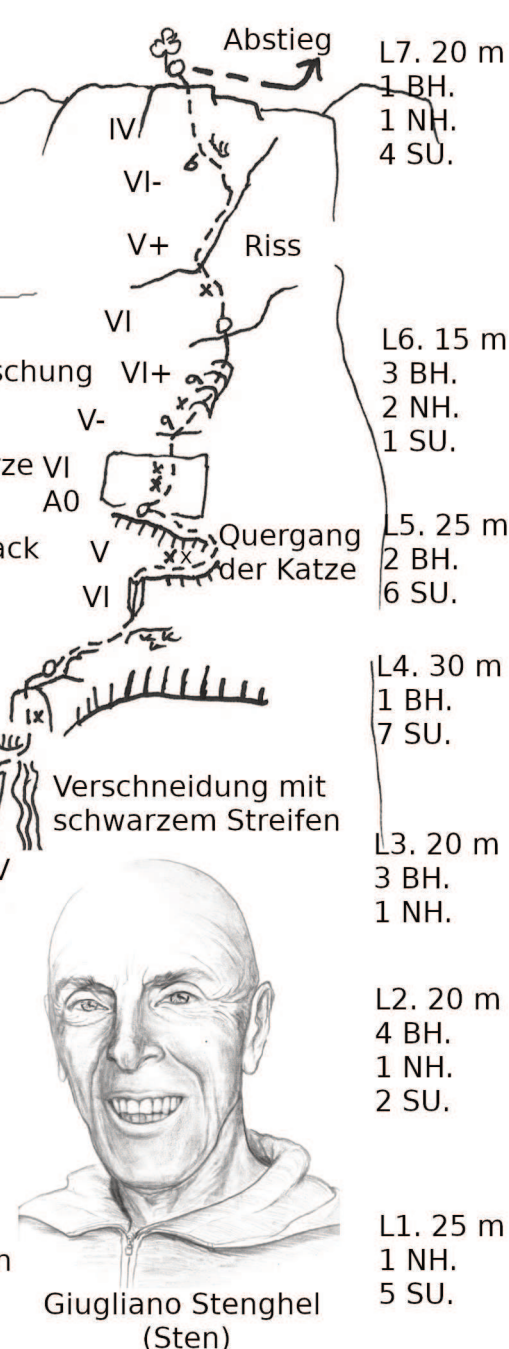 Abstieg
L7. 20 m
1 BH.
1 NH.
4 SU.
IV
VI-
V+
Riss
VI
L6. 15 m
3 BH.
2 NH.
1 SU.
VI+
V-
VI
A0
L5. 25 m
2 BH.
6 SU.
Quergang
der Katze
V
VI
L4. 30 m
1 BH.
7 SU.
Verschneidung mit
schwarzem Streifen
L3. 20 m
3 BH.
1 NH.
L2. 20 m
4 BH.
1 NH.
2 SU.
L1. 25 m
1 NH.
5 SU.
Giugliano Stenghel
(Sten)